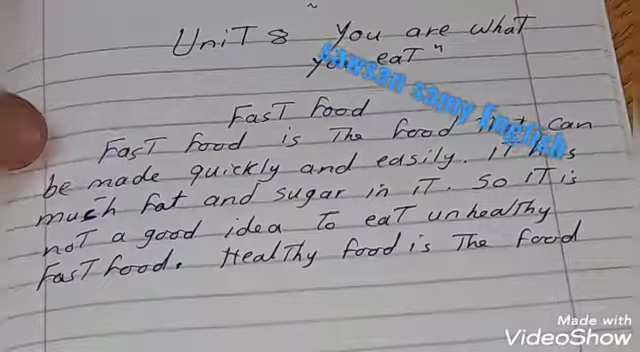 Unit 8 You are what
you eat"
Fast food
Fast food is the food that can
be made quickly and easily. It has
much fat and sugar in it. So it is
not a good idea to eat unhealthy
fast food. Healthy food is the food
sawsan samy English
Made with
VideoShow